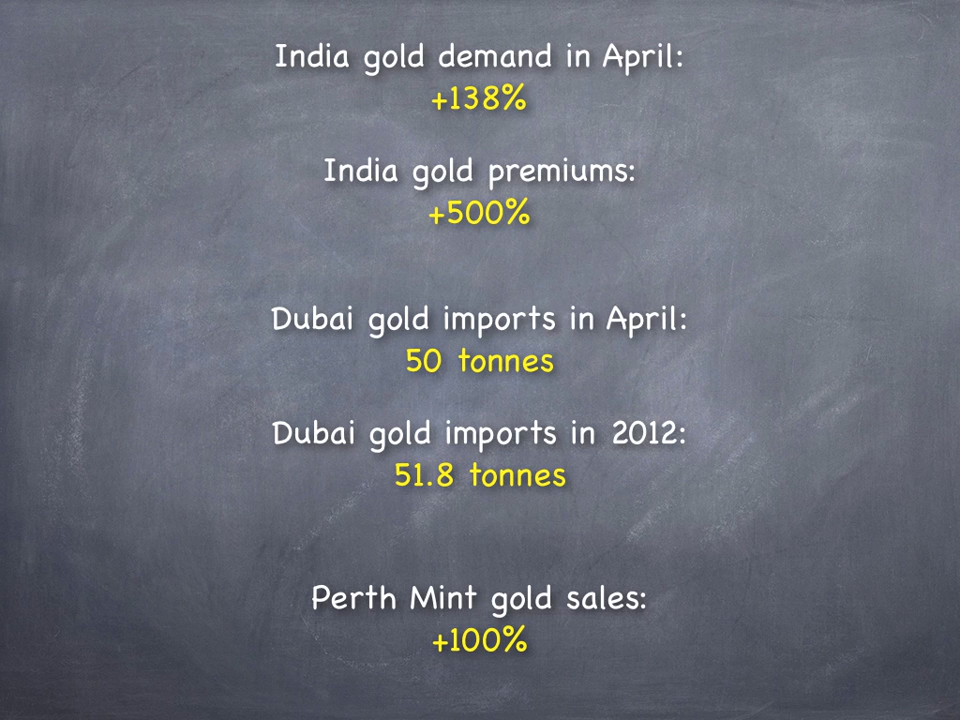 India gold demand in April:
+138%
India gold premiums:
+500%
Dubai gold imports in April:
50 tonnes
Dubai gold imports in 2012:
51.8 tonnes
Perth Mint gold sales:
+100%